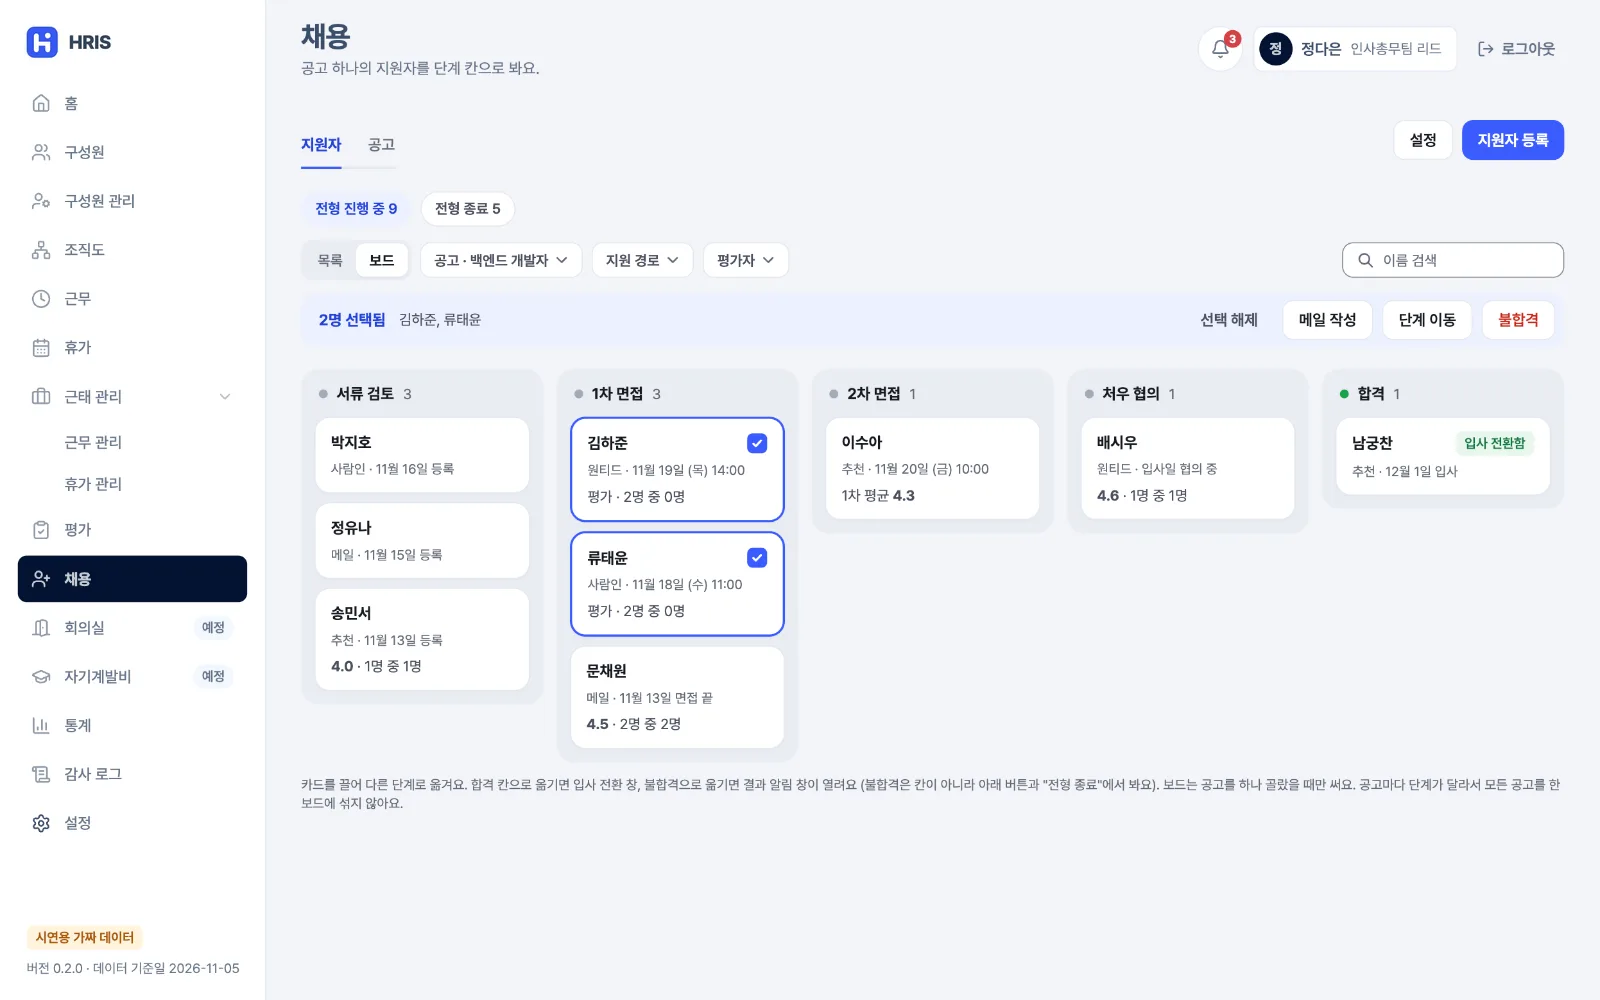 HRIS
홈
구성원
구성원 관리
조직도
근무
휴가
근태 관리
근무 관리
휴가 관리
평가
채용
회의실 예정
자기계발비 예정
통계
감사 로그
설정
시연용 가짜 데이터
버전 0.2.0 · 데이터 기준일 2026-11-05
채용
공고 하나의 지원자를 단계 칸으로 봐요.
3
정 정다은 인사총무팀 리드
로그아웃
지원자 공고
설정 지원자 등록
전형 진행 중 9 전형 종료 5
목록 보드 공고 · 백엔드 개발자 지원 경로 평가자 이름 검색
2명 선택됨 김하준, 류태윤 선택 해제 메일 작성 단계 이동 불합격
서류 검토 3
박지호
사람인 · 11월 16일 등록
정유나
메일 · 11월 15일 등록
송민서
추천 · 11월 13일 등록
4.0 · 1명 중 1명
1차 면접 3
김하준
원티드 · 11월 19일 (목) 14:00
평가 · 2명 중 0명
류태윤
사람인 · 11월 18일 (수) 11:00
평가 · 2명 중 0명
문채원
메일 · 11월 13일 면접 끝
4.5 · 2명 중 2명
2차 면접 1
이수아
추천 · 11월 20일 (금) 10:00
1차 평균 4.3
처우 협의 1
배시우
원티드 · 입사일 협의 중
4.6 · 1명 중 1명
합격 1
남궁찬 입사 전환함
추천 · 12월 1일 입사
카드를 끌어 다른 단계로 옮겨요. 합격 칸으로 옮기면 입사 전환 창, 불합격으로 옮기면 결과 알림 창이 열려요 (불합격은 칸이 아니라 아래 버튼과 "전형 종료"에서 봐요). 보드는 공고를 하나 골랐을 때만 써요. 공고마다 단계가 달라서 모든 공고를 한
보드에 섞지 않아요.